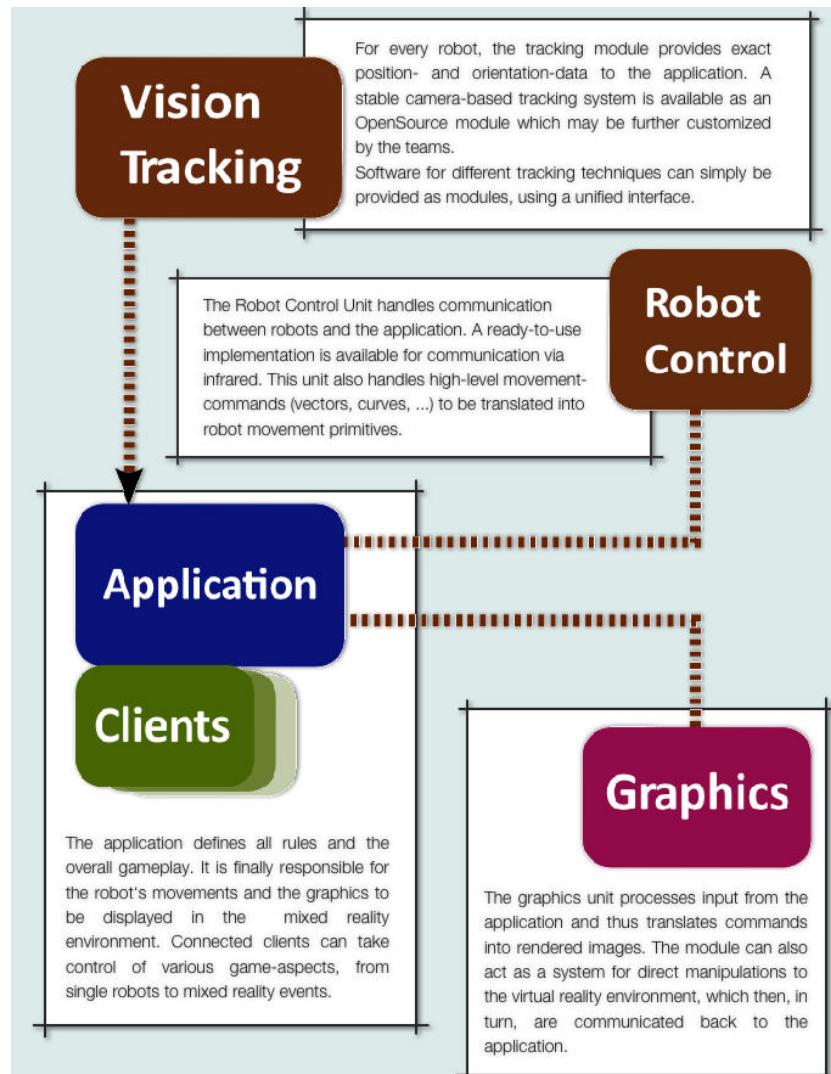 Vision
Tracking
For every robot, the tracking module provides exact
position- and orientation-data to the application. A
stable camera-based tracking system is available as an
OpenSource module which may be further customized
by the teams.
Software for different tracking techniques can simply be
provided as modules, using a unified interface.
Robot
Control
The Robot Control Unit handles communication
between robots and the application. A ready-to-use
implementation is available for communication via
infrared. This unit also handles high-level movement-
commands (vectors, curves, ...) to be translated into
robot movement primitives.
Application
Clients
The application defines all rules and the
overall gameplay. It is finally responsible for
the robot's movements and the graphics to
be displayed in the mixed reality
environment. Connected clients can take
control of various game-aspects, from
single robots to mixed reality events.
Graphics
The graphics unit processes input from the
application and thus translates commands
into rendered images. The module can also
act as a system for direct manipulations to
the virtual reality environment, which then, in
turn, are communicated back to the
application.